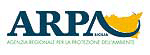 ARPA
SICILIA
AGENZIA REGIONALE PER LA PROTEZIONE DELL'AMBIENTE